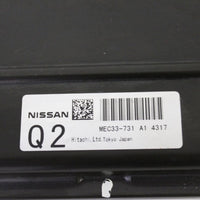 NISSAN
MEC33-731 A1 4317
Q2
Hitachi,Ltd.Tokyo Japan